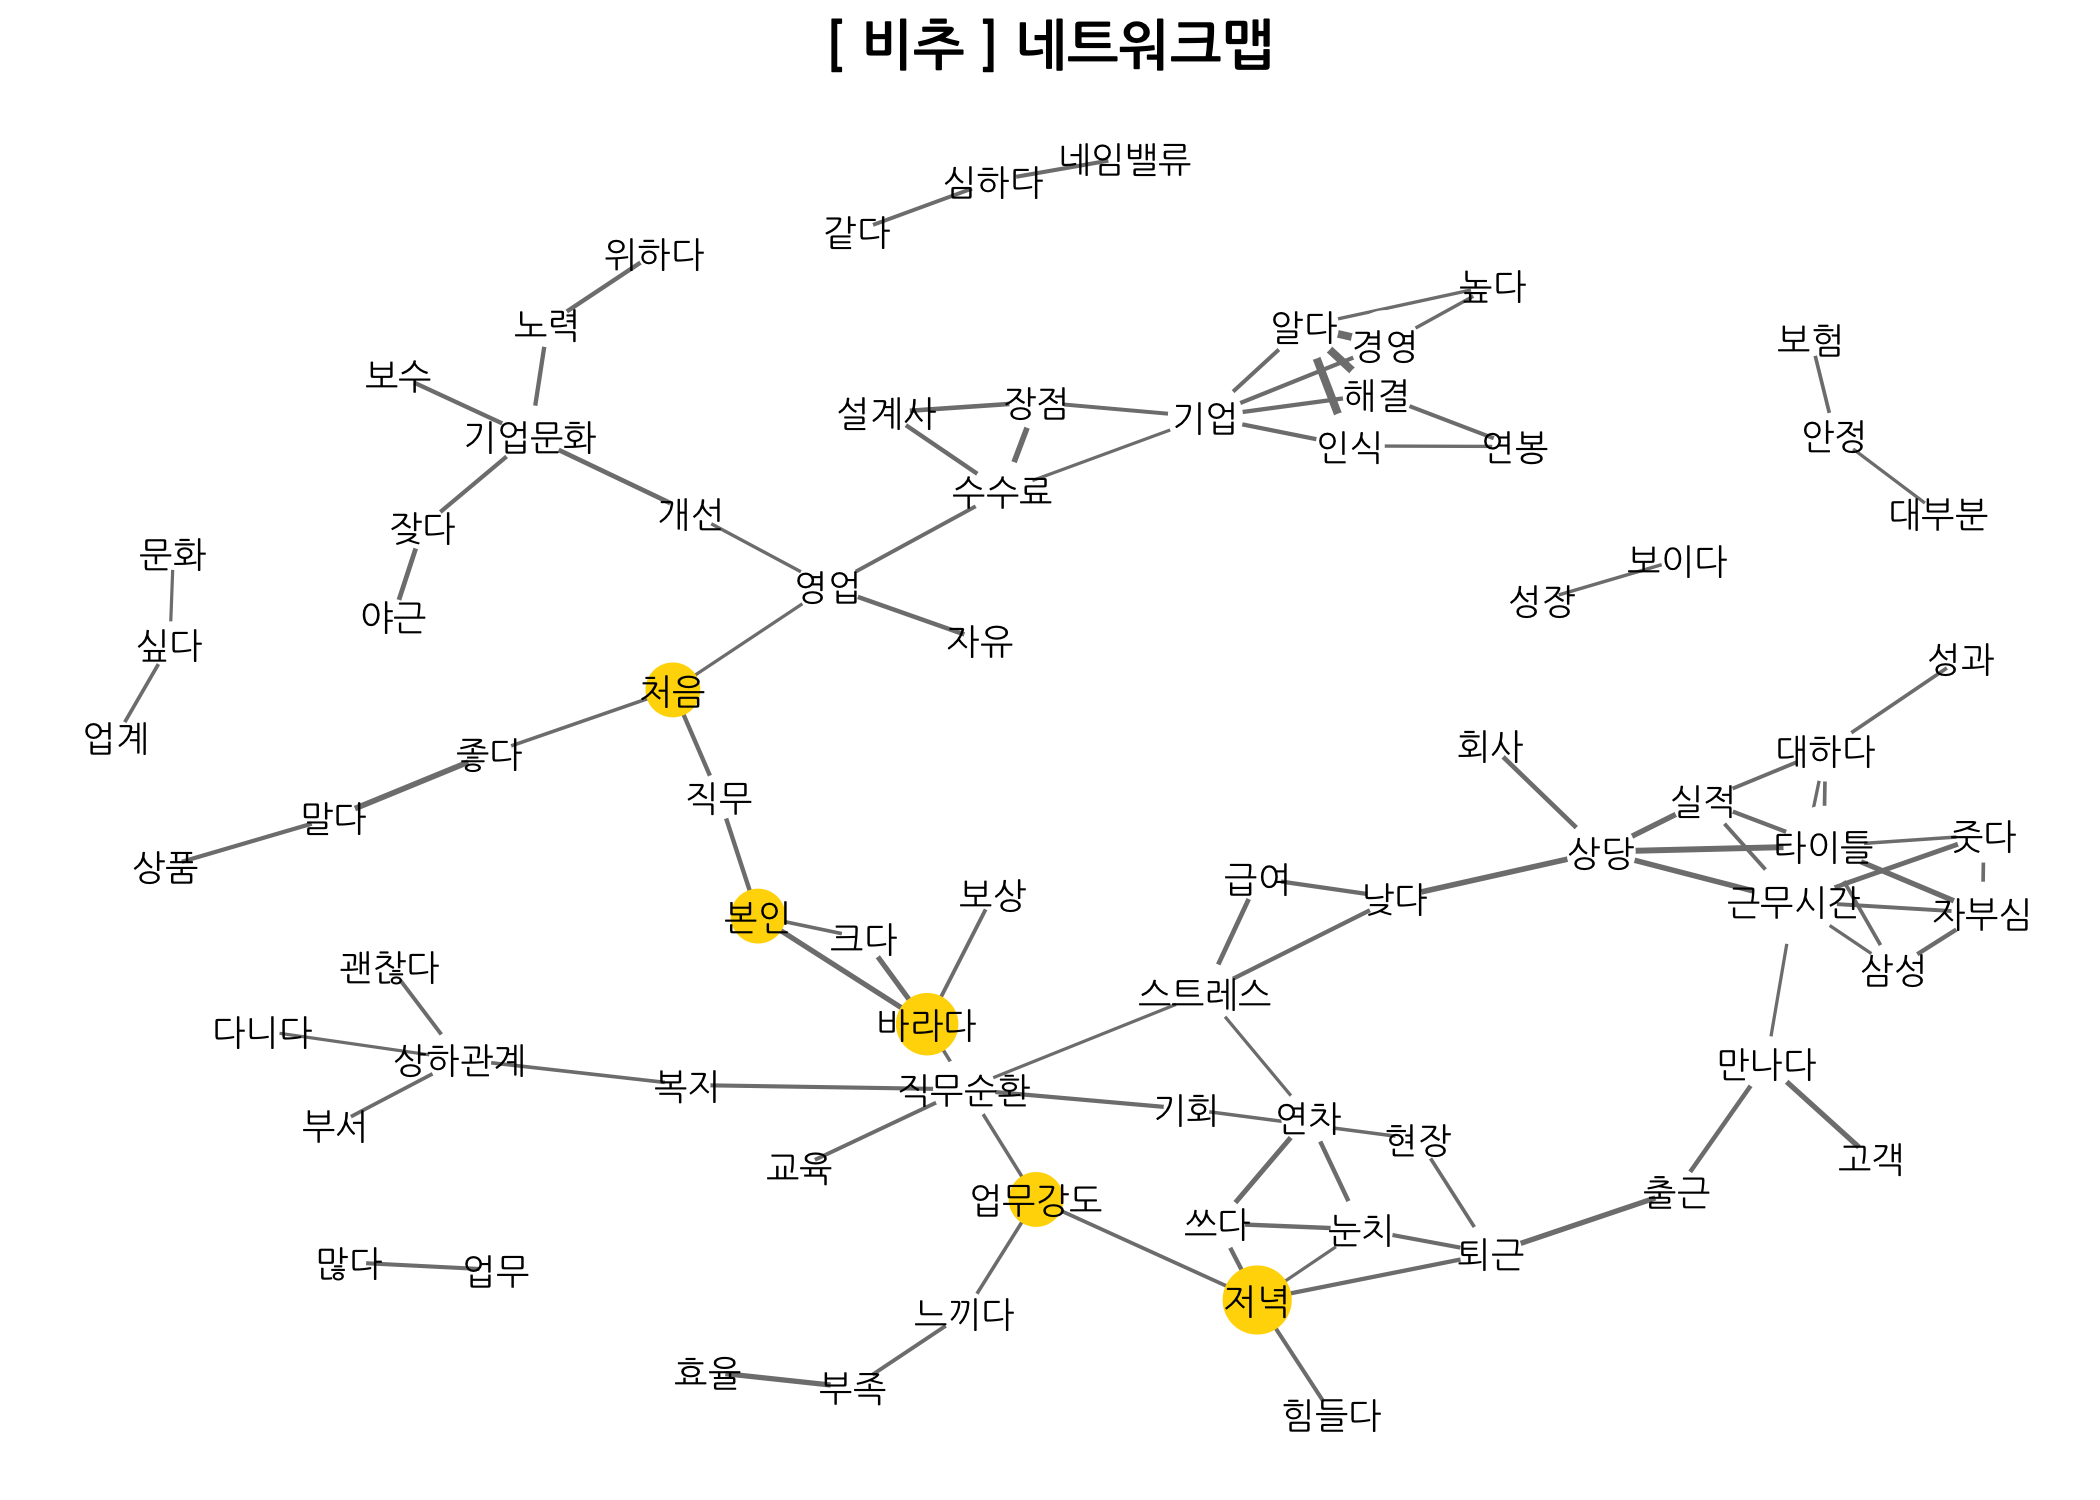 [ 비추 ] 네트워크맵
네임밸류
심하다
같다
위하다
높다
노력
알다
보험
경영
보수
해결
장점
설계사
기업
기업문화
안정
인식
연봉
수수료
개선
대부분
잦다
문화
보이다
영업
성장
야근
자유
싶다
성과
처음
업계
회사
대하다
좋다
직무
실적
말다
줏다
타이틀
상당
상품
급여
보상
낮다
근무시간
자부심
본인
크다
괜찮다
삼성
스트레스
바라다
다니다
상하관계
만나다
복지
직무순환
기회
연차
부서
현장
고객
교육
출근
업무강도
쓰다
눈치
퇴근
많다
업무
저녁
느끼다
효율
부족
힘들다